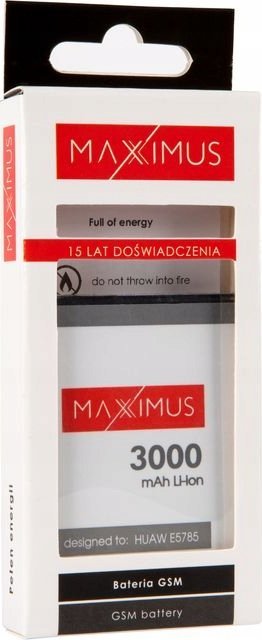 MAXXIMUS
Full of energy
15 LAT DOŚWIADCZENIA
do not throw into fire
MAXXIMUS
3000
mAh Li-Ion
designed to: HUAW E5785
Pełen energii
Bateria GSM
GSM battery